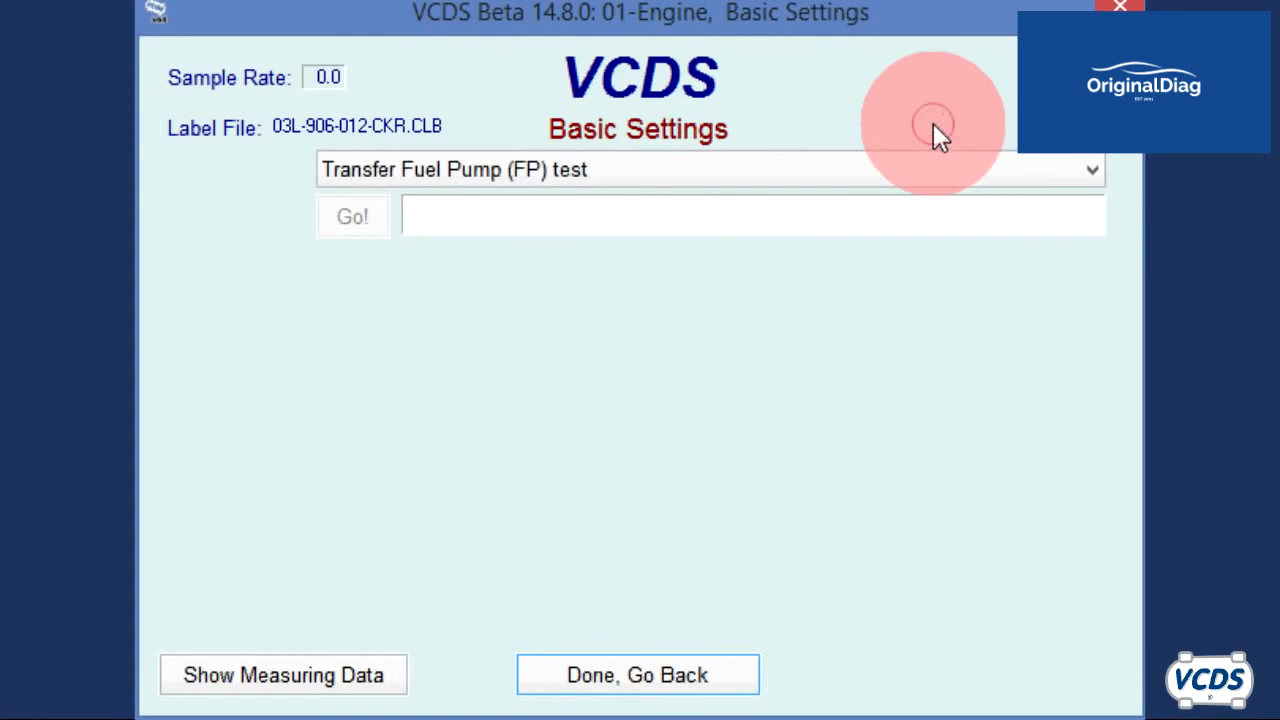 VCDS Beta 14.8.0: 01-Engine, Basic Settings
Sample Rate: 0.0
VCDS
OriginalDiag
Label File: 03L-906-012-CKR.CLB
Basic Settings
Transfer Fuel Pump (FP) test
Go!
Show Measuring Data
Done, Go Back
VCDS
®